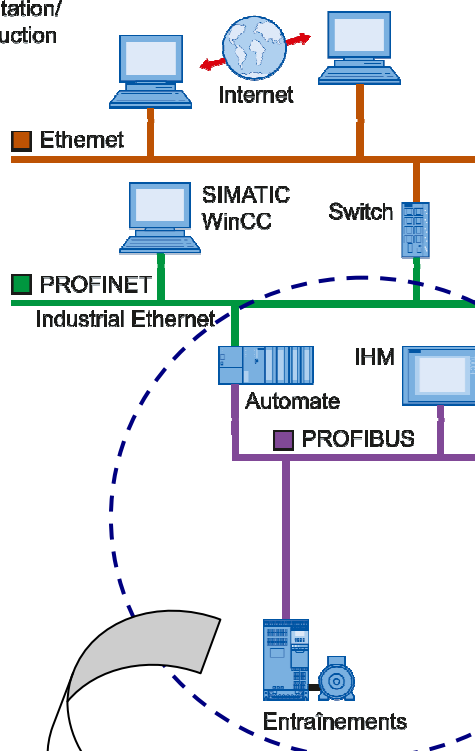 tation/
uction
Internet
Ethernet
SIMATIC
WinCC
Switch
PROFINET
Industrial Ethernet
IHM
Automate
PROFIBUS
Entraînements